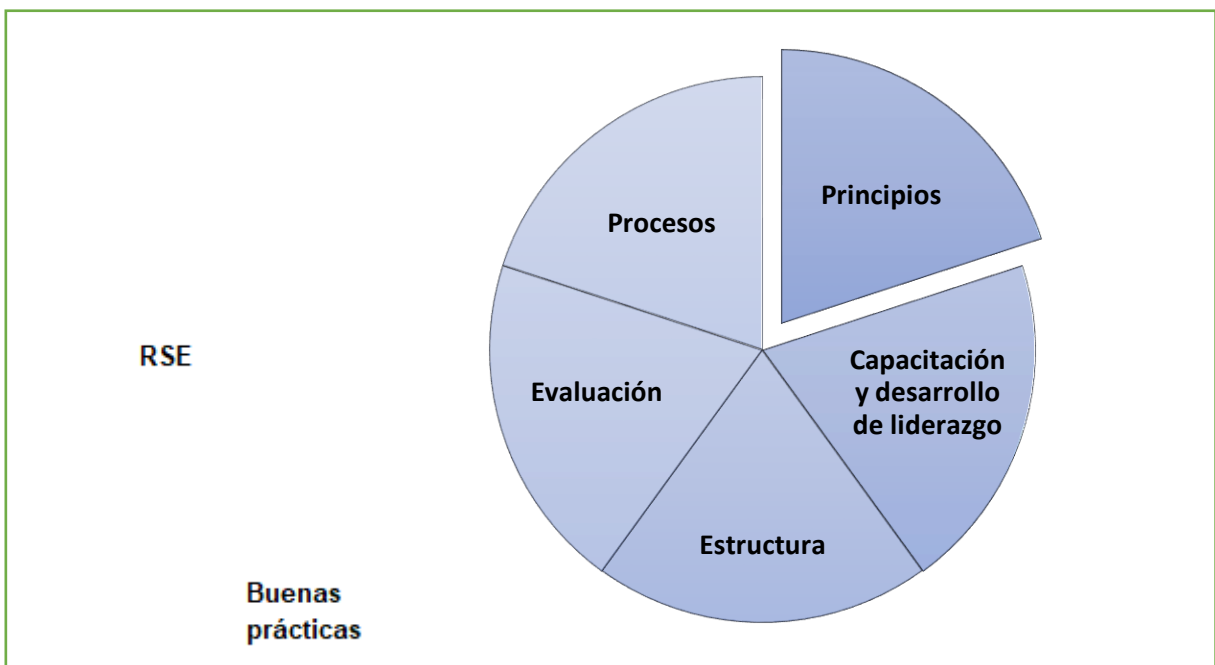 Principios
Procesos
RSE
Capacitación
y desarrollo
de liderazgo
Evaluación
Estructura
Buenas
prácticas